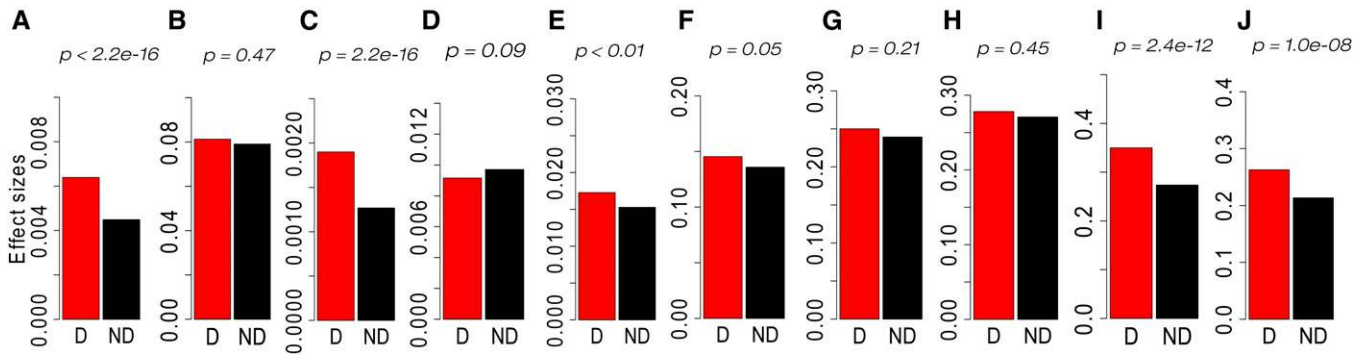 A B C D E F G H I J
p < 2.2e-16 p = 0.47 p = 2.2e-16 p = 0.09 p < 0.01 p = 0.05 p = 0.21 p = 0.45 p = 2.4e-12 p = 1.0e-08
Effect sizes
0.000 0.004 0.008
0.00 0.04 0.08
0.0000 0.0010 0.0020
0.000 0.006 0.012
0.000 0.010 0.020 0.030
0.00 0.10 0.20
0.00 0.10 0.20 0.30
0.00 0.10 0.20 0.30
0.0 0.2 0.4
0.0 0.1 0.2 0.3 0.4
D ND D ND D ND D ND D ND D ND D ND D ND D ND D ND